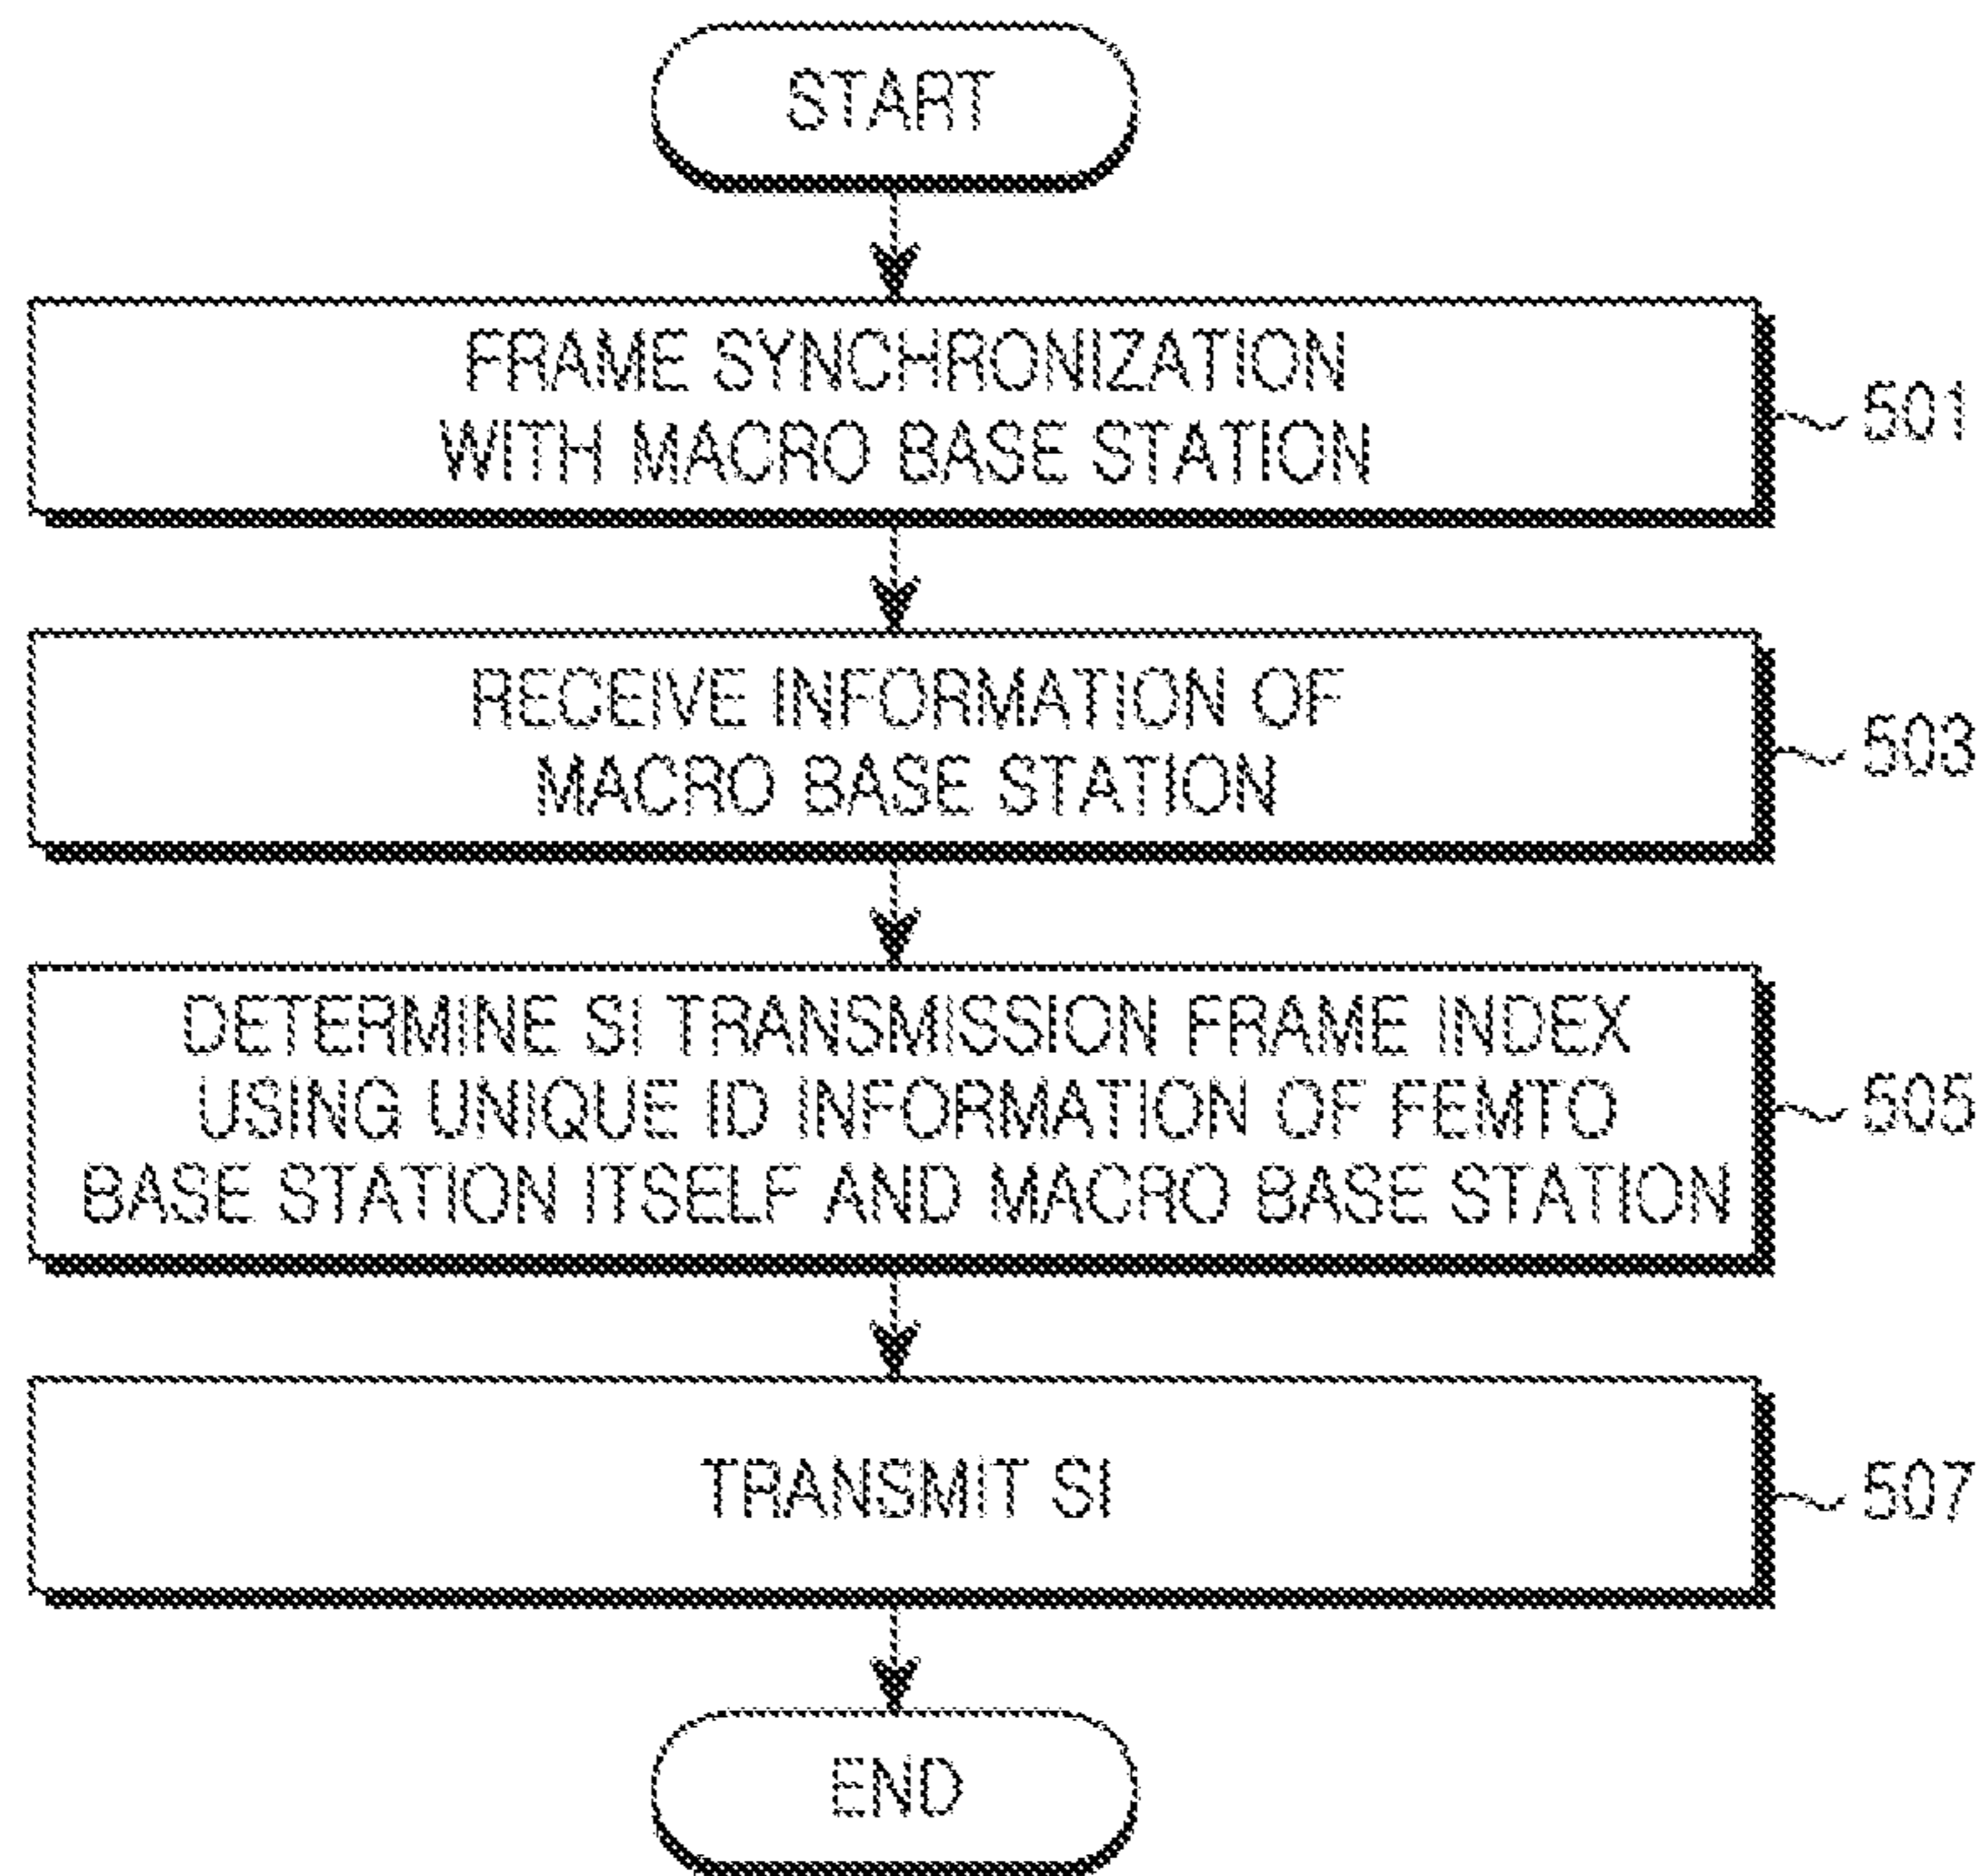 START
FRAME SYNCHRONIZATION
WITH MACRO BASE STATION
501
RECEIVE INFORMATION OF
MACRO BASE STATION
503
DETERMINE SI TRANSMISSION FRAME INDEX
USING UNIQUE ID INFORMATION OF FEMTO
BASE STATION ITSELF AND MACRO BASE STATION
505
TRANSMIT SI
507
END